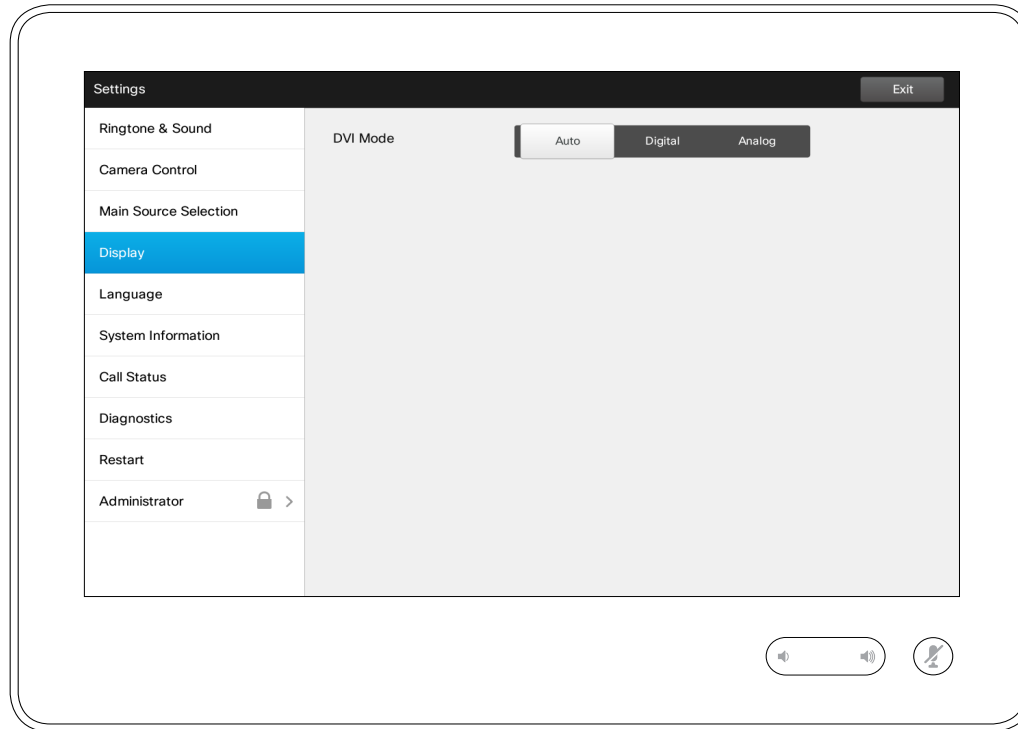 Settings
Exit
Ringtone & Sound
Camera Control
Main Source Selection
Display
Language
System Information
Call Status
Diagnostics
Restart
Administrator
DVI Mode
Auto Digital Analog